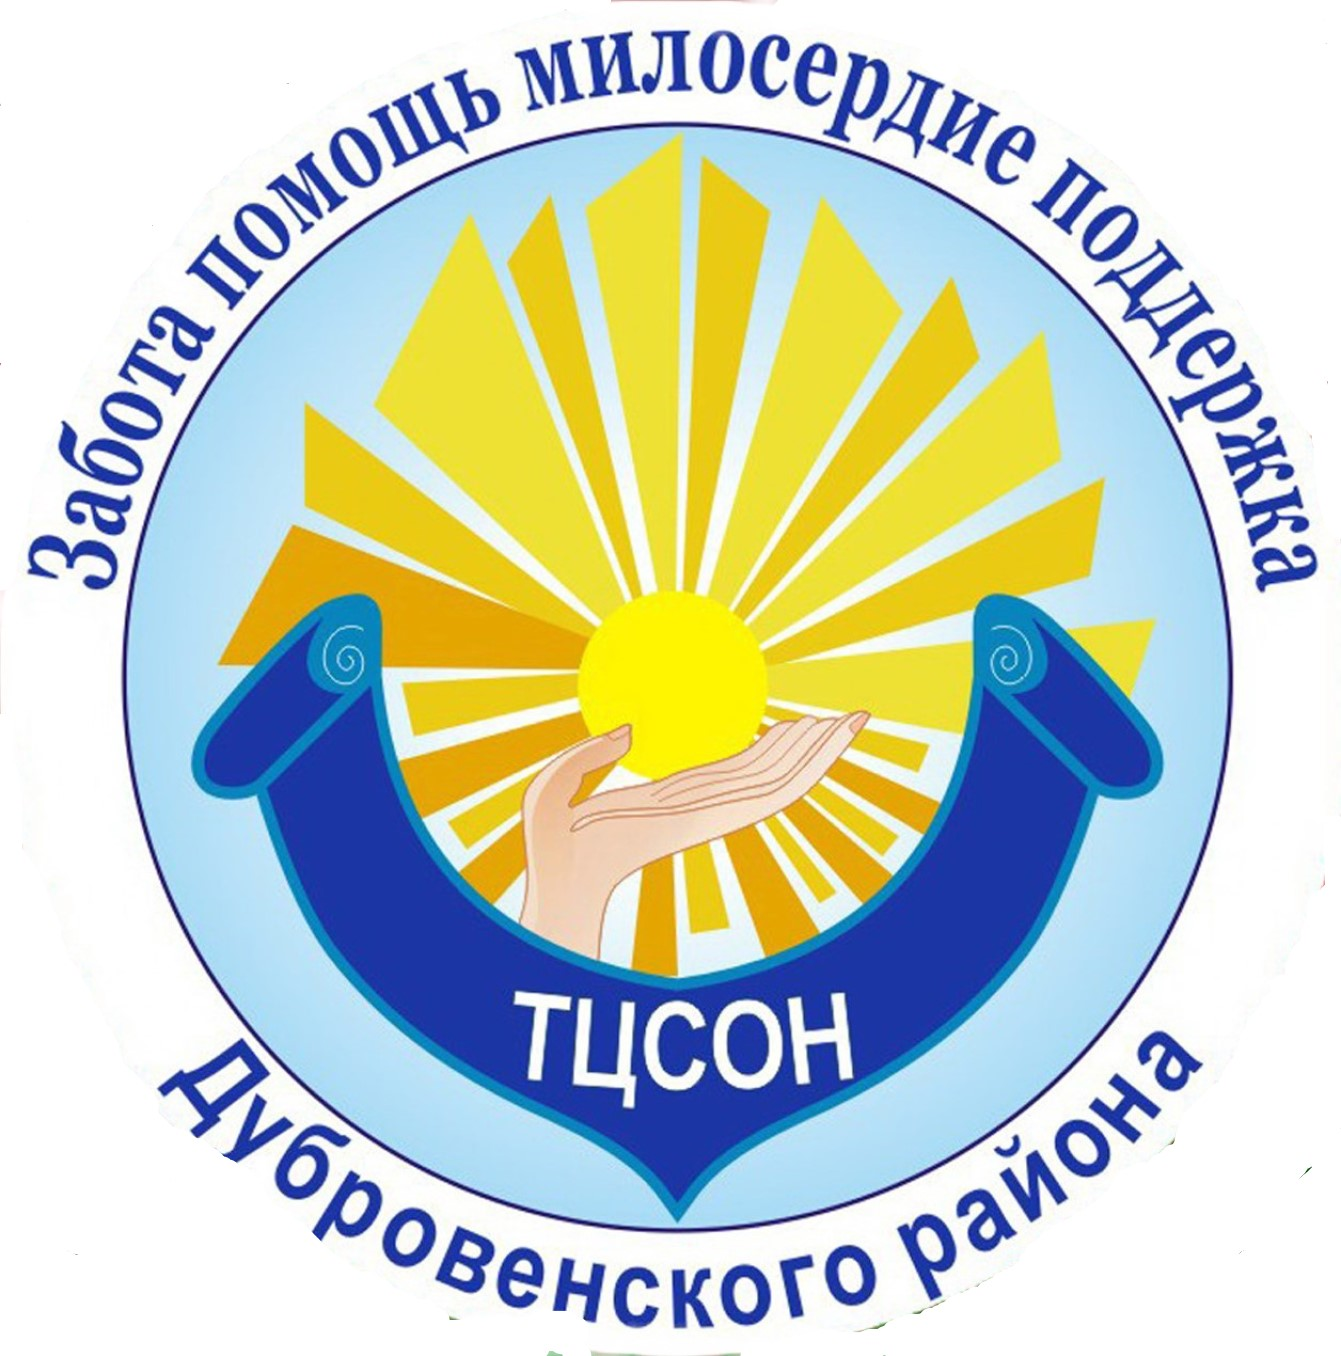 Забота помощь милосердие поддержка
ТЦСОН
Дубровенского района